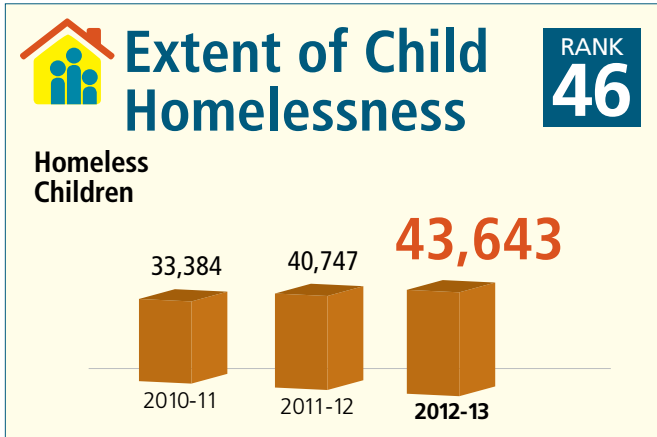 Extent of Child
Homelessness
RANK
46
Homeless
Children
33,384
40,747
43,643
2010-11
2011-12
2012-13